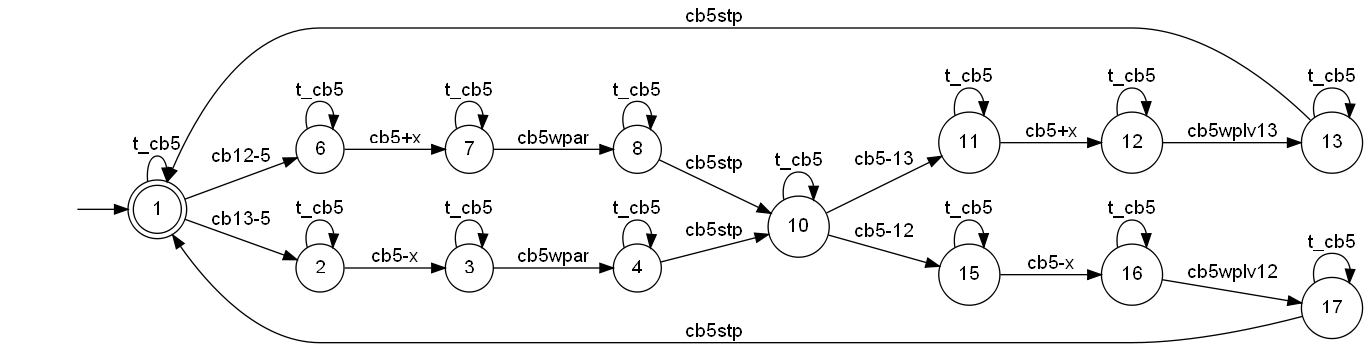 cb5stp
t_cb5
t_cb5
t_cb5
t_cb5
t_cb5
t_cb5
t_cb5
cb12-5
6
cb5+x
7
cb5wpar
8
cb5stp
cb5-13
11
cb5+x
12
cb5wplv13
13
1
t_cb5
10
cb13-5
t_cb5
t_cb5
t_cb5
t_cb5
t_cb5
t_cb5
2
cb5-x
3
cb5wpar
4
cb5stp
cb5-12
15
cb5-x
16
cb5wplv12
17
cb5stp